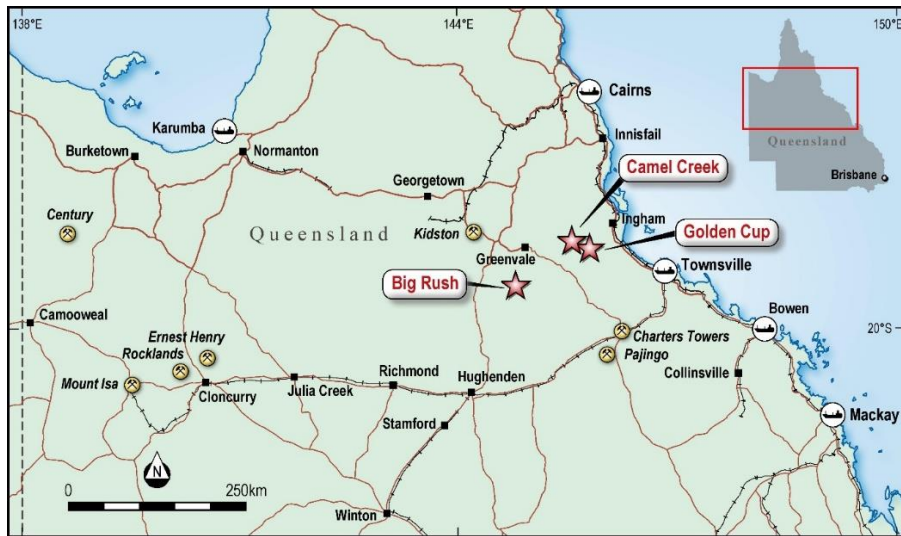 138°E
144°E
150°E
Cairns
Karumba
Innisfail
Queensland
Burketown
Normanton
Camel Creek
Brisbane
Georgetown
Century
Ingham
Queensland
Kidston
Golden Cup
Greenvale
Townsville
Big Rush
Bowen
Camooweal
20°S
Ernest Henry
Charters Towers
Rocklands
Pajingo
Mount Isa
Richmond
Hughenden
Collinsville
Cloncurry
Julia Creek
Mackay
Stamford
N
0
250km
Winton